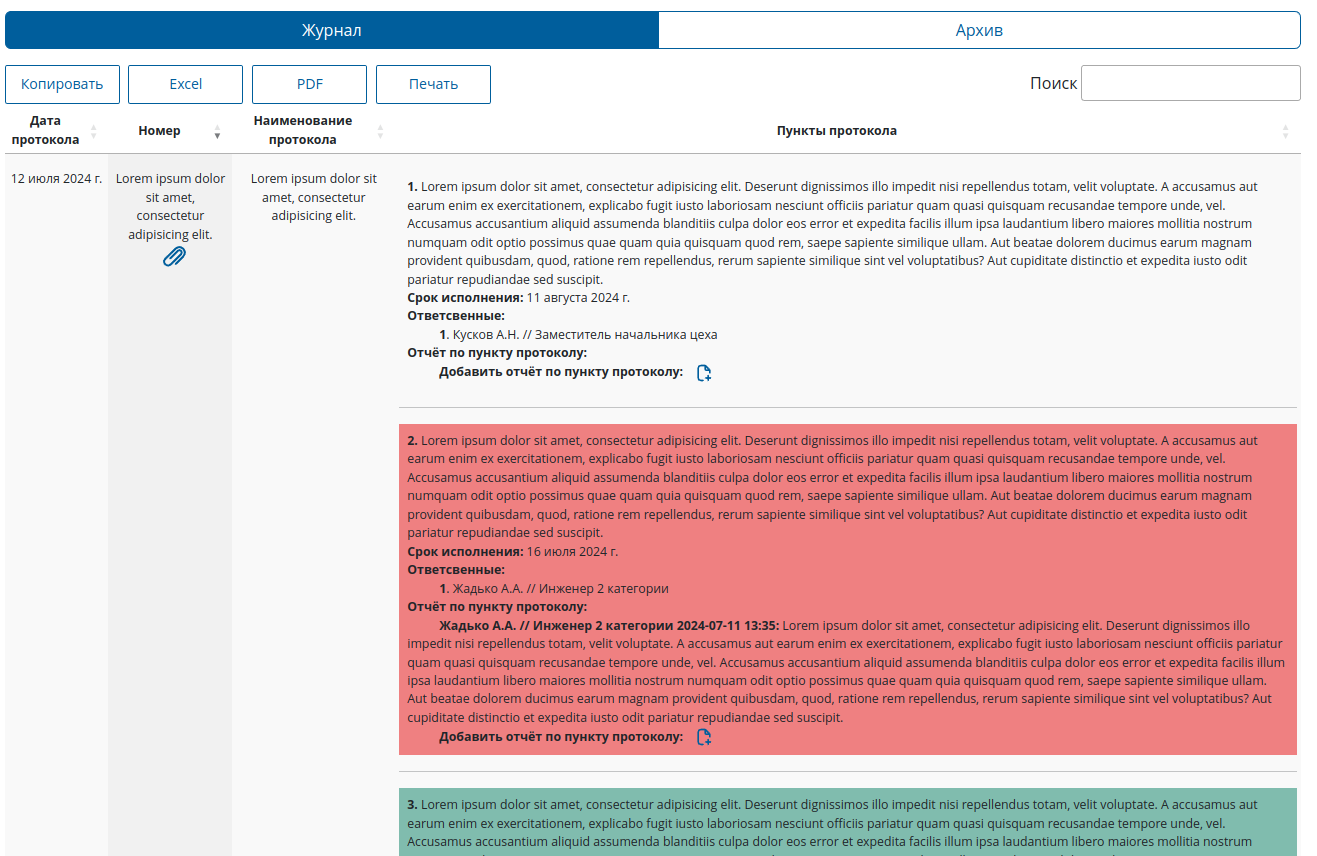 Журнал
Архив
Копировать
Excel
PDF
Печать
Поиск
Дата
протокола
Номер
Наименование
протокола
Пункты протокола
12 июля 2024 г.
Lorem ipsum dolor
sit amet,
consectetur
adipisicing elit.
Lorem ipsum dolor sit
amet, consectetur
adipisicing elit.
1. Lorem ipsum dolor sit amet, consectetur adipisicing elit. Deserunt dignissimos illo impedit nisi repellendus totam, velit voluptate. A accusamus aut
earum enim ex exercitationem, explicabo fugit iusto laboriosam nesciunt officiis pariatur quam quasi quisquam recusandae tempore unde, vel.
Accusamus accusantium aliquid assumenda blanditiis culpa dolor eos error et expedita facilis illum ipsa laudantium libero maiores mollitia nostrum
numquam odit optio possimus quae quam quia quisquam quod rem, saepe sapiente similique ullam. Aut beatae dolorem ducimus earum magnam
provident quibusdam, quod, ratione rem repellendus, rerum sapiente similique sint vel voluptatibus? Aut cupiditate distinctio et expedita iusto odit
pariatur repudiandae sed suscipit.
Срок исполнения: 11 августа 2024 г.
Ответсвенные:
1. Кусков А.Н. // Заместитель начальника цеха
Отчёт по пункту протоколу:
Добавить отчёт по пункту протоколу:
2. Lorem ipsum dolor sit amet, consectetur adipisicing elit. Deserunt dignissimos illo impedit nisi repellendus totam, velit voluptate. A accusamus aut
earum enim ex exercitationem, explicabo fugit iusto laboriosam nesciunt officiis pariatur quam quasi quisquam recusandae tempore unde, vel.
Accusamus accusantium aliquid assumenda blanditiis culpa dolor eos error et expedita facilis illum ipsa laudantium libero maiores mollitia nostrum
numquam odit optio possimus quae quam quia quisquam quod rem, saepe sapiente similique ullam. Aut beatae dolorem ducimus earum magnam
provident quibusdam, quod, ratione rem repellendus, rerum sapiente similique sint vel voluptatibus? Aut cupiditate distinctio et expedita iusto odit
pariatur repudiandae sed suscipit.
Срок исполнения: 16 июля 2024 г.
Ответсвенные:
1. Жадько А.А. // Инженер 2 категории
Отчёт по пункту протоколу:
Жадько А.А. // Инженер 2 категории 2024-07-11 13:35: Lorem ipsum dolor sit amet, consectetur adipisicing elit. Deserunt dignissimos illo
impedit nisi repellendus totam, velit voluptate. A accusamus aut earum enim ex exercitationem, explicabo fugit iusto laboriosam nesciunt officiis pariatur
quam quasi quisquam recusandae tempore unde, vel. Accusamus accusantium aliquid assumenda blanditiis culpa dolor eos error et expedita facilis illum
ipsa laudantium libero maiores mollitia nostrum numquam odit optio possimus quae quam quia quisquam quod rem, saepe sapiente similique ullam.
Aut beatae dolorem ducimus earum magnam provident quibusdam, quod, ratione rem repellendus, rerum sapiente similique sint vel voluptatibus? Aut
cupiditate distinctio et expedita iusto odit pariatur repudiandae sed suscipit.
Добавить отчёт по пункту протоколу:
3. Lorem ipsum dolor sit amet, consectetur adipisicing elit. Deserunt dignissimos illo impedit nisi repellendus totam, velit voluptate. A accusamus aut
earum enim ex exercitationem, explicabo fugit iusto laboriosam nesciunt officiis pariatur quam quasi quisquam recusandae tempore unde, vel.
Accusamus accusantium aliquid assumenda blanditiis culpa dolor eos error et expedita facilis illum ipsa laudantium libero maiores mollitia nostrum